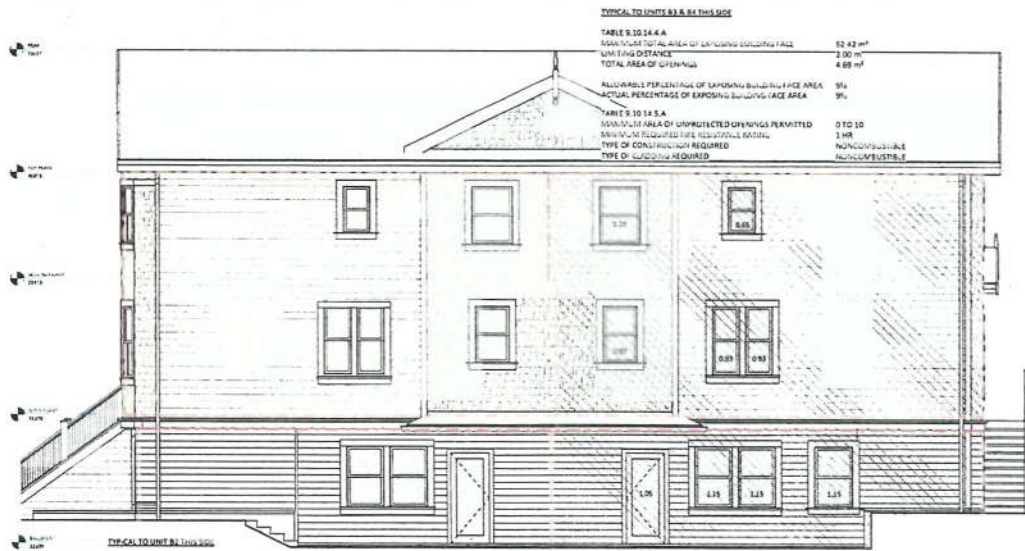 TYPICAL TO UNITS B3 & B4 THIS SIDE
TABLE 9.10.14.4.A
MAXIMUM TOTAL AREA OF EXPOSING BUILDING FACE 52.42 m²
LIMITING DISTANCE 2.00 m
TOTAL AREA OF OPENINGS 4.69 m²
ALLOWABLE PERCENTAGE OF EXPOSING BUILDING FACE AREA 9%
ACTUAL PERCENTAGE OF EXPOSING BUILDING FACE AREA 9%
TABLE 9.10.14.5.A
MAXIMUM AREA OF UNPROTECTED OPENINGS PERMITTED 0 TO 10
MINIMUM REQUIRED FIRE RESISTANCE RATING 1 HR
TYPE OF CONSTRUCTION REQUIRED NONCOMBUSTIBLE
TYPE OF CLADDING REQUIRED NONCOMBUSTIBLE
0.65
0.93 0.93
1.05
1.15 1.15 1.15
TYPICAL TO UNIT B2 THIS SIDE